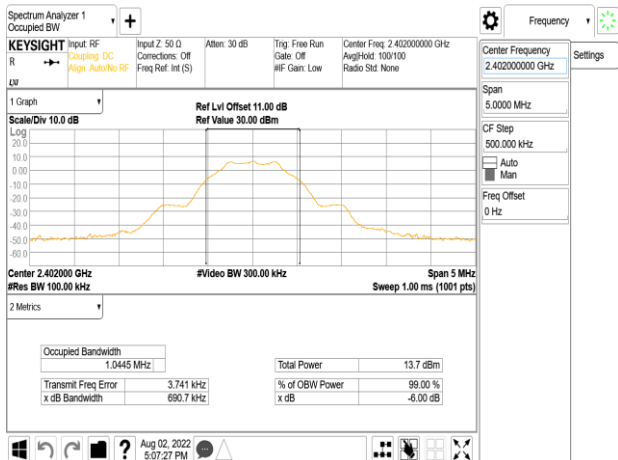 Spectrum Analyzer 1
Occupied BW
Frequency
KEYSIGHT
R
LXI
Input: RF
Coupling: DC
Align: Auto/No RF
Input Z: 50 Ω
Corrections: Off
Freq Ref: Int (S)
Atten: 30 dB
Trig: Free Run
Gate: Off
#IF Gain: Low
Center Freq: 2.402000000 GHz
Avg|Hold: 100/100
Radio Std: None
Center Frequency
2.402000000 GHz
Settings
Span
5.0000 MHz
CF Step
500.000 kHz
Auto
Man
Freq Offset
0 Hz
1 Graph
Scale/Div 10.0 dB
Ref Lvl Offset 11.00 dB
Ref Value 30.00 dBm
Log
20.0
10.0
0.00
-10.0
-20.0
-30.0
-40.0
-50.0
-60.0
Center 2.402000 GHz
#Res BW 100.00 kHz
#Video BW 300.00 kHz
Span 5 MHz
Sweep 1.00 ms (1001 pts)
2 Metrics
Occupied Bandwidth
1.0445 MHz
Total Power 13.7 dBm
Transmit Freq Error 3.741 kHz
% of OBW Power 99.00 %
x dB Bandwidth 690.7 kHz
x dB -6.00 dB
?
Aug 02, 2022
5:07:27 PM